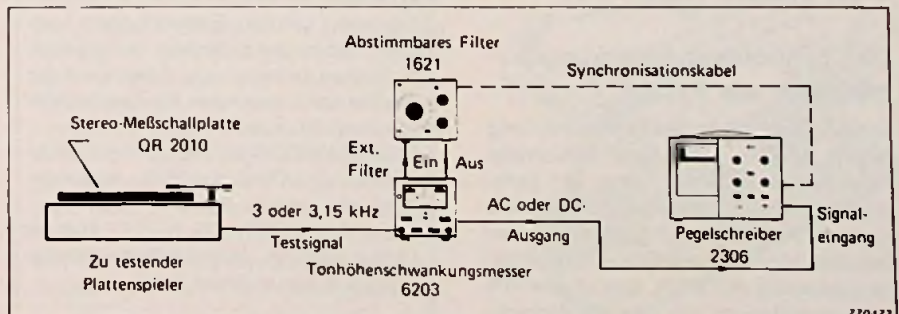 Abstimmbares Filter
1621
Synchronisationskabel
Stereo-Meßschallplatte
QR 2010
Ext.
Filter
Ein
Aus
3 oder 3,15 kHz
Testsignal
AC oder DC
Ausgang
Signal-
eingang
Pegelschreiber
2306
Zu testender
Plattenspieler
Tonhöhenschwankungsmesser
6203